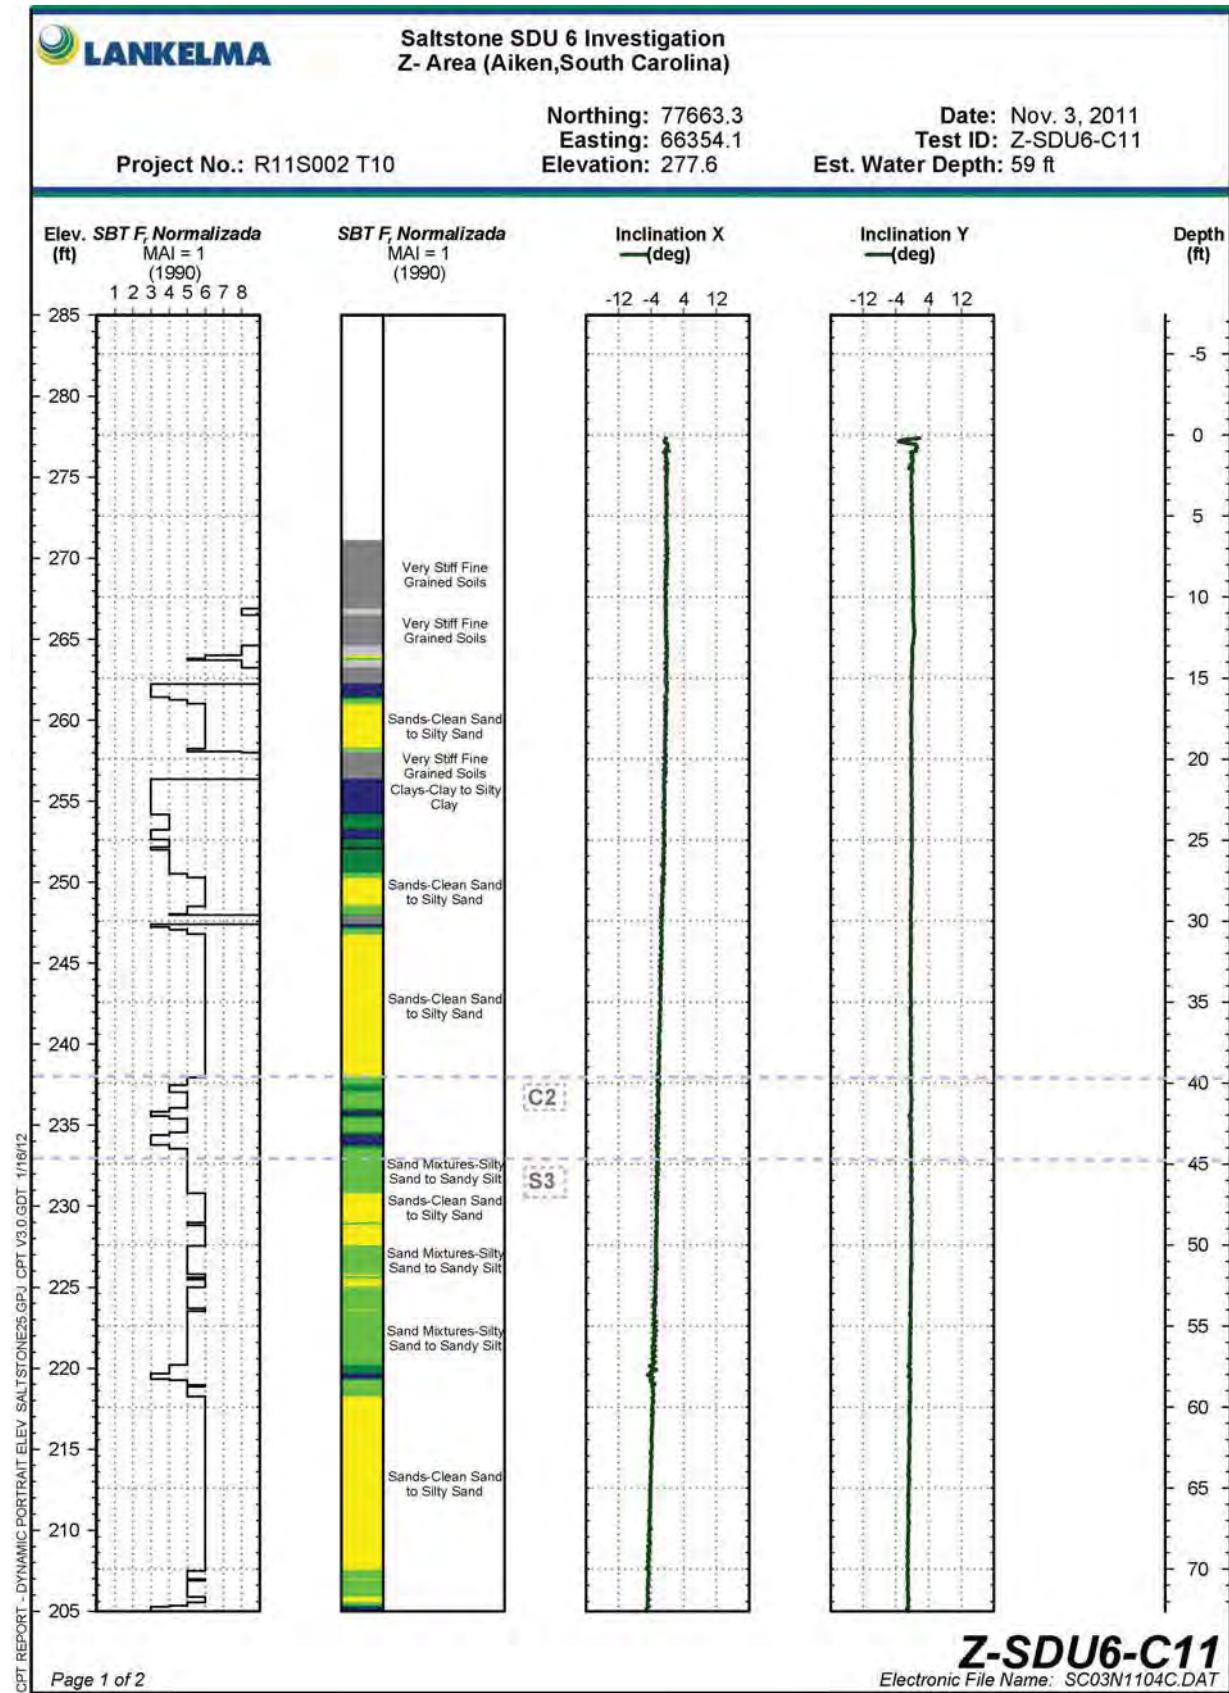 LANKELMA
Saltstone SDU 6 Investigation
Z- Area (Aiken,South Carolina)
Northing: 77663.3
Date: Nov. 3, 2011
Easting: 66354.1
Test ID: Z-SDU6-C11
Project No.: R11S002 T10
Elevation: 277.6
Est. Water Depth: 59 ft
Elev.
(ft)
SBT Fr Normalizada
MAI = 1
(1990)
1 2 3 4 5 6 7 8
SBT Fr Normalizada
MAI = 1
(1990)
Inclination X
(deg)
-12 -4 4 12
Inclination Y
(deg)
-12 -4 4 12
Depth
(ft)
285
280
275
270
265
260
255
250
245
240
235
230
225
220
215
210
205
Very Stiff Fine
Grained Soils
Very Stiff Fine
Grained Soils
Sands-Clean Sand
to Silty Sand
Very Stiff Fine
Grained Soils
Clays-Clay to Silty
Clay
Sands-Clean Sand
to Silty Sand
Sands-Clean Sand
to Silty Sand
C2
S3
Sand Mixtures-Silty
Sand to Sandy Silt
Sands-Clean Sand
to Silty Sand
Sand Mixtures-Silty
Sand to Sandy Silt
Sand Mixtures-Silty
Sand to Sandy Silt
Sands-Clean Sand
to Silty Sand
-5
0
5
10
15
20
25
30
35
40
45
50
55
60
65
70
CPT REPORT - DYNAMIC PORTRAIT ELEV SALTSTONE25.GPJ CPT V3.0.GDT 1/16/12
Page 1 of 2
Z-SDU6-C11
Electronic File Name: SC03N1104C.DAT